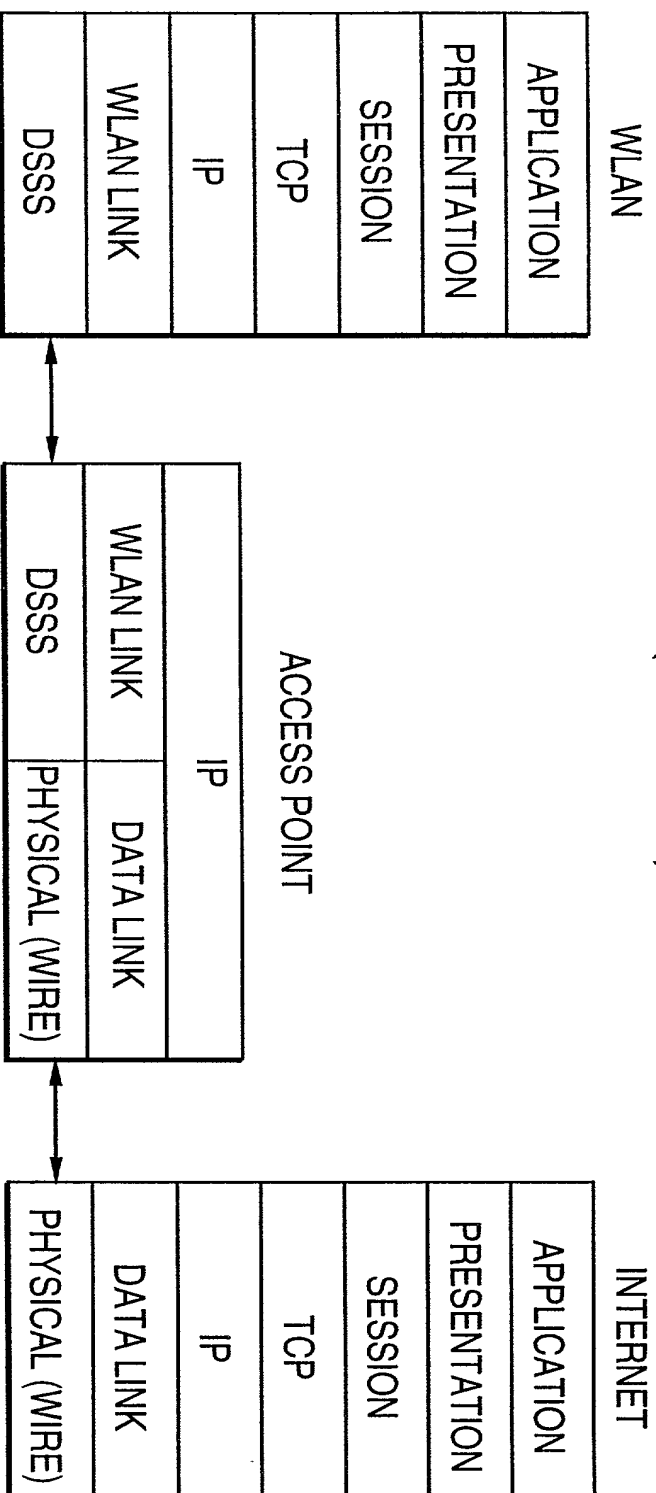 WLAN
APPLICATION
PRESENTATION
SESSION
TCP
IP
WLAN LINK
DSSS
ACCESS POINT
IP
WLAN LINK
DATA LINK
DSSS
PHYSICAL (WIRE)
INTERNET
APPLICATION
PRESENTATION
SESSION
TCP
IP
DATA LINK
PHYSICAL (WIRE)